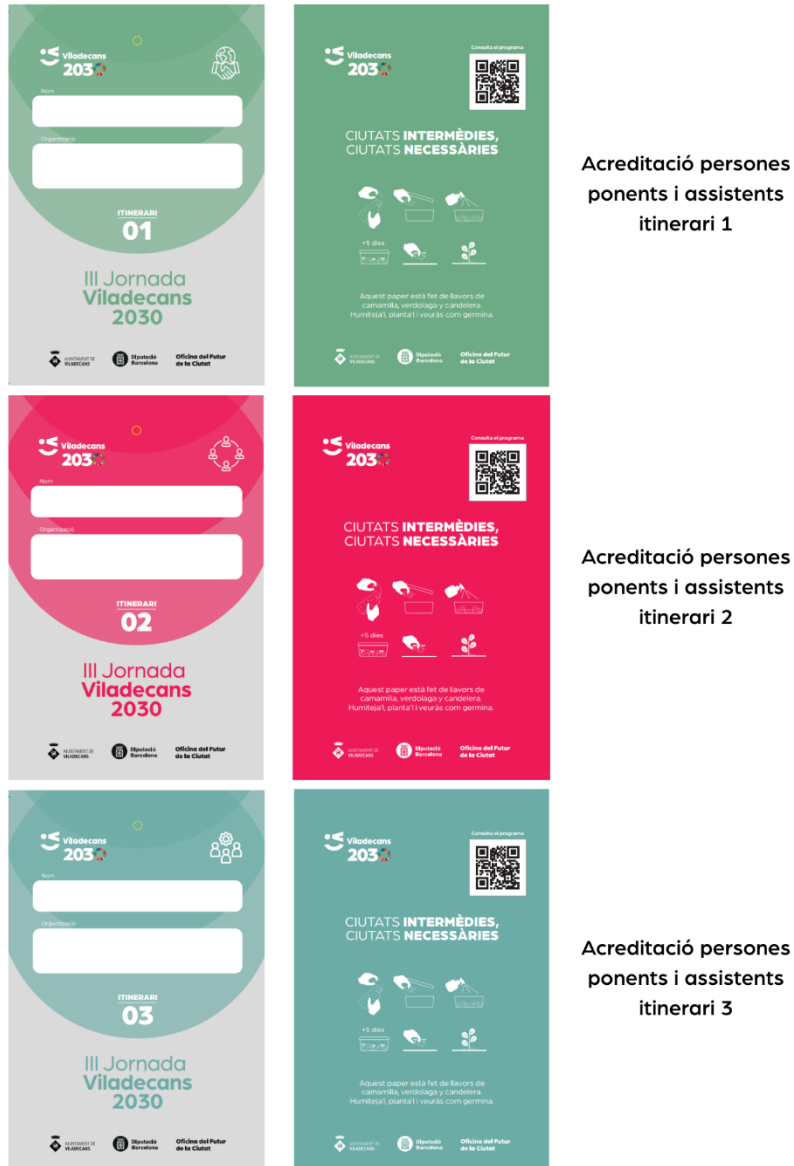 Viladecans
2030
Nom
Organització
ITINERARI
01
III Jornada
Viladecans
2030
AJUNTAMENT DE
VILADECANS
Diputació
Barcelona
Oficina del Futur
de la Ciutat
Viladecans
2030
Consulta el programa
CIUTATS INTERMÈDIES,
CIUTATS NECESSÀRIES
+5 dies
Aquest paper està fet de llavors de
camamilla, verdolaga y candelera.
Humiteja'l, planta'l i veuràs com germina.
AJUNTAMENT DE
VILADECANS
Diputació
Barcelona
Oficina del Futur
de la Ciutat
Acreditació persones
ponents i assistents
itinerari 1
Viladecans
2030
Nom
Organització
ITINERARI
02
III Jornada
Viladecans
2030
AJUNTAMENT DE
VILADECANS
Diputació
Barcelona
Oficina del Futur
de la Ciutat
Viladecans
2030
Consulta el programa
CIUTATS INTERMÈDIES,
CIUTATS NECESSÀRIES
+5 dies
Aquest paper està fet de llavors de
camamilla, verdolaga y candelera.
Humiteja'l, planta'l i veuràs com germina.
AJUNTAMENT DE
VILADECANS
Diputació
Barcelona
Oficina del Futur
de la Ciutat
Acreditació persones
ponents i assistents
itinerari 2
Viladecans
2030
Nom
Organització
ITINERARI
03
III Jornada
Viladecans
2030
AJUNTAMENT DE
VILADECANS
Diputació
Barcelona
Oficina del Futur
de la Ciutat
Viladecans
2030
Consulta el programa
CIUTATS INTERMÈDIES,
CIUTATS NECESSÀRIES
+5 dies
Aquest paper està fet de llavors de
camamilla, verdolaga y candelera.
Humiteja'l, planta'l i veuràs com germina.
AJUNTAMENT DE
VILADECANS
Diputació
Barcelona
Oficina del Futur
de la Ciutat
Acreditació persones
ponents i assistents
itinerari 3